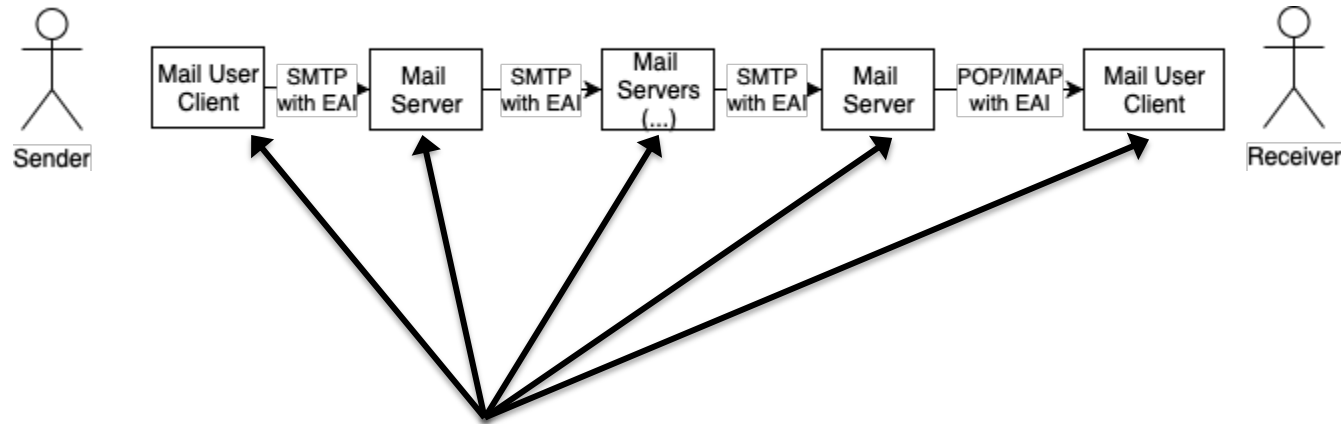 Sender
Mail User
Client
SMTP
with EAI
Mail
Server
SMTP
with EAI
Mail
Servers
(...)
SMTP
with EAI
Mail
Server
POP/IMAP
with EAI
Mail User
Client
Receiver